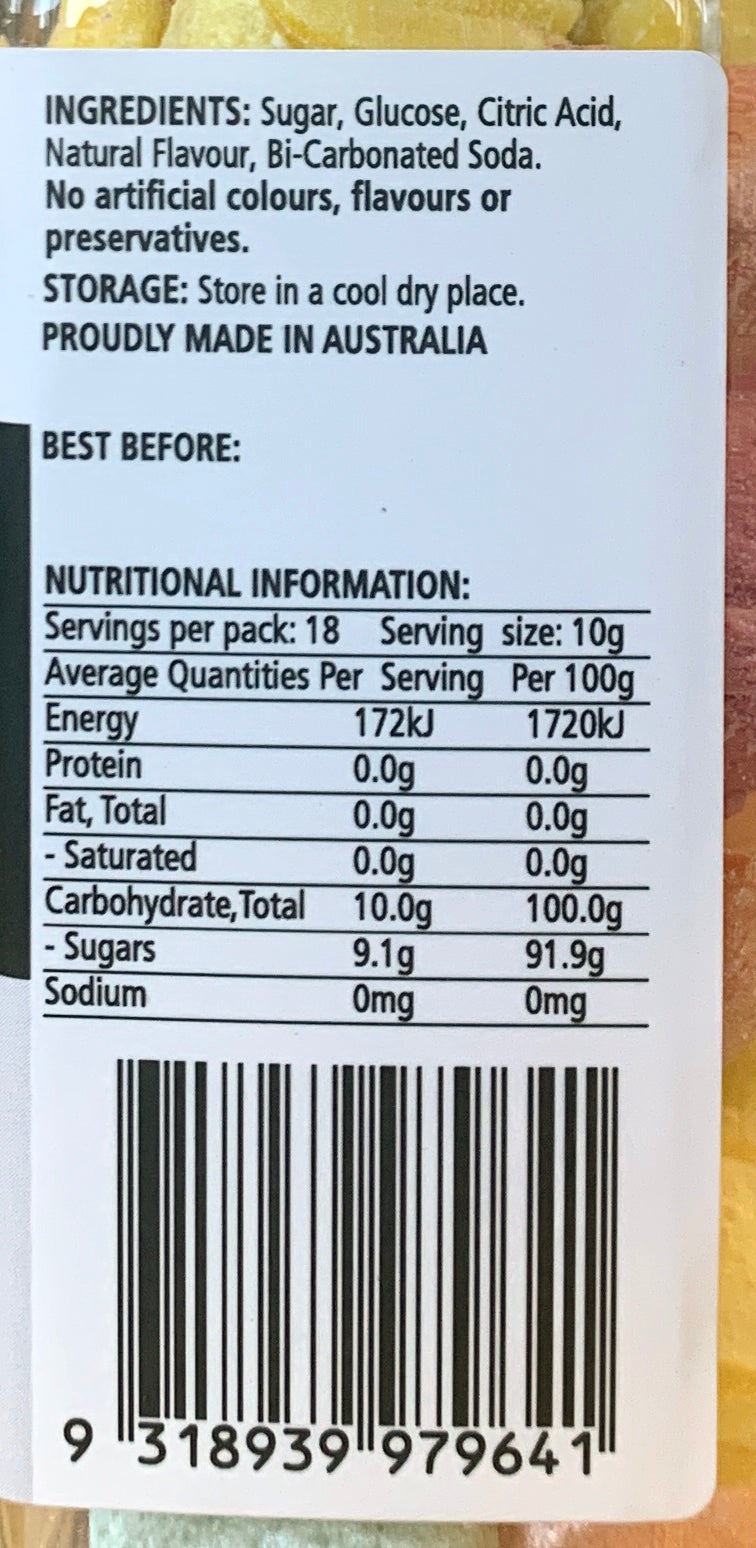 INGREDIENTS: Sugar, Glucose, Citric Acid,
Natural Flavour, Bi-Carbonated Soda.
No artificial colours, flavours or
preservatives.
STORAGE: Store in a cool dry place.
PROUDLY MADE IN AUSTRALIA
BEST BEFORE:
NUTRITIONAL INFORMATION:
Servings per pack: 18 Serving size: 10g
Average Quantities Per Serving Per 100g
Energy 172kJ 1720kJ
Protein 0.0g 0.0g
Fat, Total 0.0g 0.0g
- Saturated 0.0g 0.0g
Carbohydrate,Total 10.0g 100.0g
- Sugars 9.1g 91.9g
Sodium 0mg 0mg
9 318939 979641